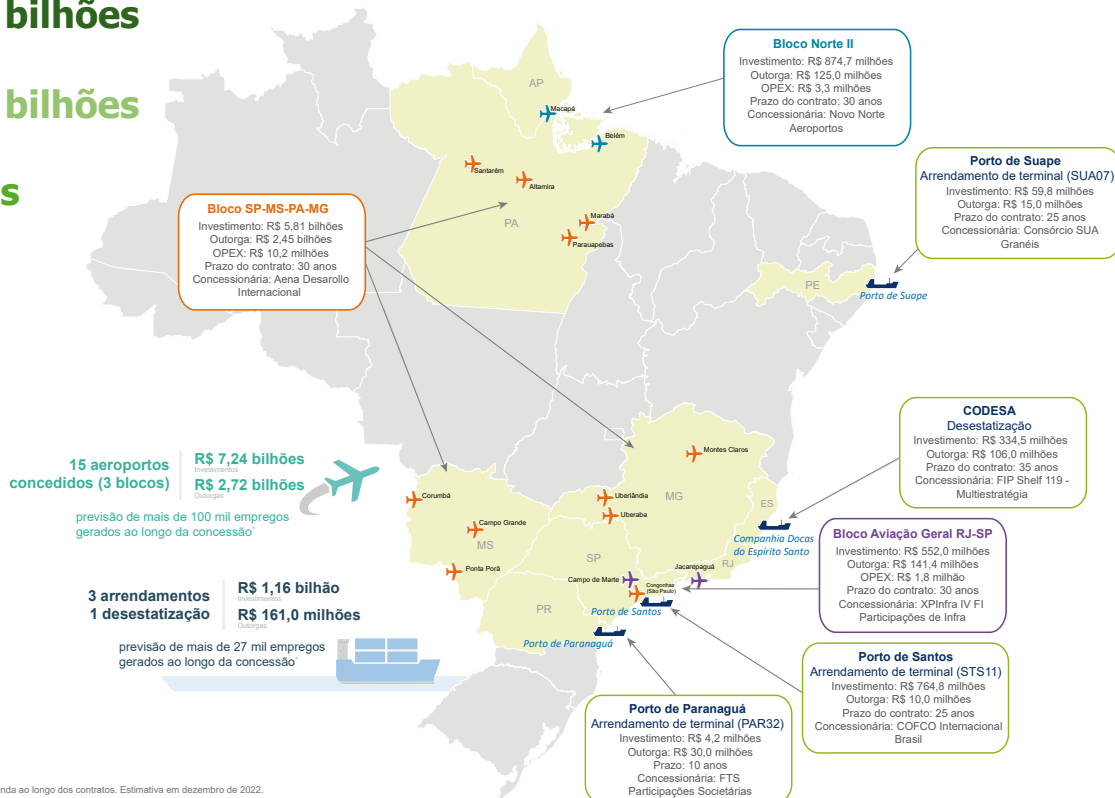 bilhões
bilhões
s
Bloco Norte II
Investimento: R$ 874,7 milhões
Outorga: R$ 125,0 milhões
OPEX: R$ 3,3 milhões
Prazo do contrato: 30 anos
Concessionária: Novo Norte
Aeroportos
Porto de Suape
Arrendamento de terminal (SUA07)
Investimento: R$ 59,8 milhões
Outorga: R$ 15,0 milhões
Prazo do contrato: 25 anos
Concessionária: Consórcio SUA
Granéis
Bloco SP-MS-PA-MG
Investimento: R$ 5,81 bilhões
Outorga: R$ 2,45 bilhões
OPEX: R$ 10,2 milhões
Prazo do contrato: 30 anos
Concessionária: Aena Desarollo
Internacional
AP
Macapá
Belém
Santarém
Altamira
PA
Marabá
Parauapebas
PE
Porto de Suape
CODESA
Desestatização
Investimento: R$ 334,5 milhões
Outorga: R$ 106,0 milhões
Prazo do contrato: 35 anos
Concessionária: FIP Shelf 119 -
Multiestratégia
15 aeroportos
concedidos (3 blocos)
R$ 7,24 bilhões
Investimentos
R$ 2,72 bilhões
Outorgas
previsão de mais de 100 mil empregos
gerados ao longo da concessão*
Montes Claros
Corumbá
Uberlândia
MG
Uberaba
ES
Campo Grande
MS
Companhia Docas
do Espírito Santo
SP
RJ
Ponta Porã
Campo de Marte
Jacarepaguá
Congonhas
(São Paulo)
PR
Porto de Santos
Porto de Paranaguá
Bloco Aviação Geral RJ-SP
Investimento: R$ 552,0 milhões
Outorga: R$ 141,4 milhões
OPEX: R$ 1,8 milhão
Prazo do contrato: 30 anos
Concessionária: XPInfra IV FI
Participações de Infra
3 arrendamentos
1 desestatização
R$ 1,16 bilhão
Investimentos
R$ 161,0 milhões
Outorgas
previsão de mais de 27 mil empregos
gerados ao longo da concessão*
Porto de Santos
Arrendamento de terminal (STS11)
Investimento: R$ 764,8 milhões
Outorga: R$ 10,0 milhões
Prazo do contrato: 25 anos
Concessionária: COFCO Internacional
Brasil
Porto de Paranaguá
Arrendamento de terminal (PAR32)
Investimento: R$ 4,2 milhões
Outorga: R$ 30,0 milhões
Prazo: 10 anos
Concessionária: FTS
Participações Societárias
nda ao longo dos contratos. Estimativa em dezembro de 2022.